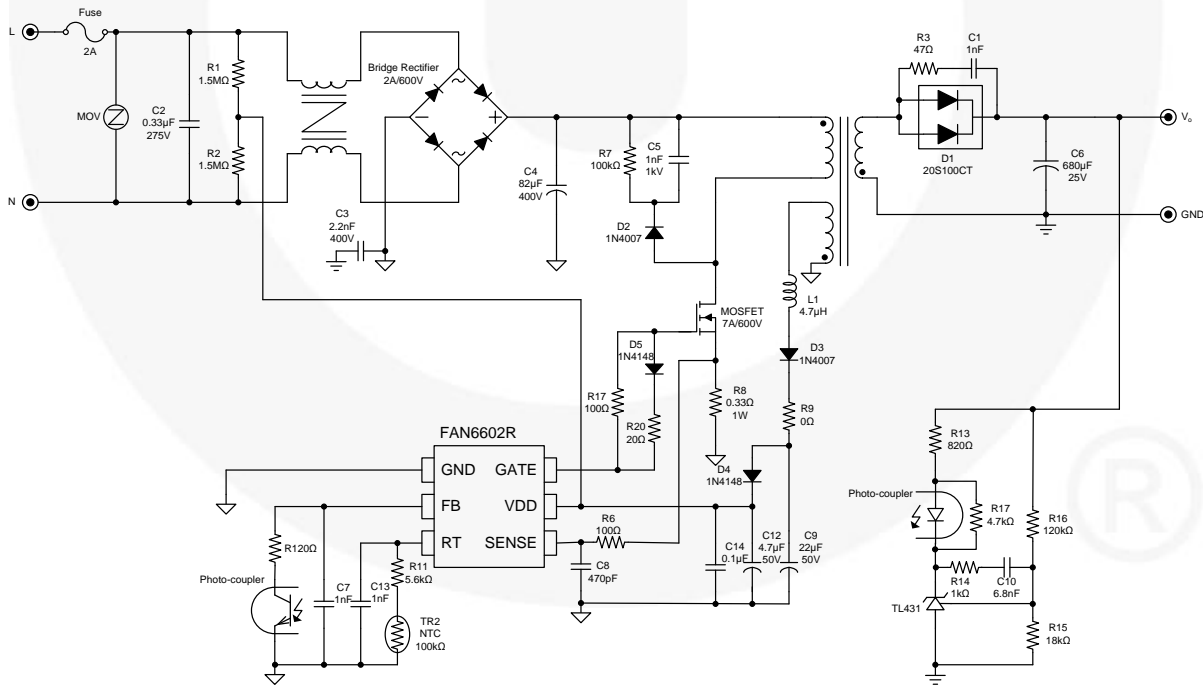 Fuse
L
2A
R1
1.5MΩ
Bridge Rectifier
2A/600V
~
R3
47Ω
C1
1nF
MOV
C2
0.33µF
275V
R2
1.5MΩ
−
+
~
C4
82µF
400V
R7
100kΩ
C5
1nF
1kV
D1
20S100CT
Vo
C6
680µF
25V
N
C3
2.2nF
400V
D2
1N4007
GND
L1
4.7µH
MOSFET
7A/600V
D5
1N4148
D3
1N4007
R17
100Ω
R8
0.33Ω
1W
R9
0Ω
R20
20Ω
FAN6602R
GND
GATE
FB
VDD
RT
SENSE
D4
1N4148
R13
820Ω
Photo-coupler
R17
4.7kΩ
R16
120kΩ
R6
100Ω
R120Ω
R11
5.6kΩ
C8
470pF
C14
0.1µF
C12
4.7µF
50V
C9
22µF
50V
Photo-coupler
C7
1nF
C13
1nF
TR2
NTC
100kΩ
R14
1kΩ
C10
6.8nF
TL431
R15
18kΩ
®